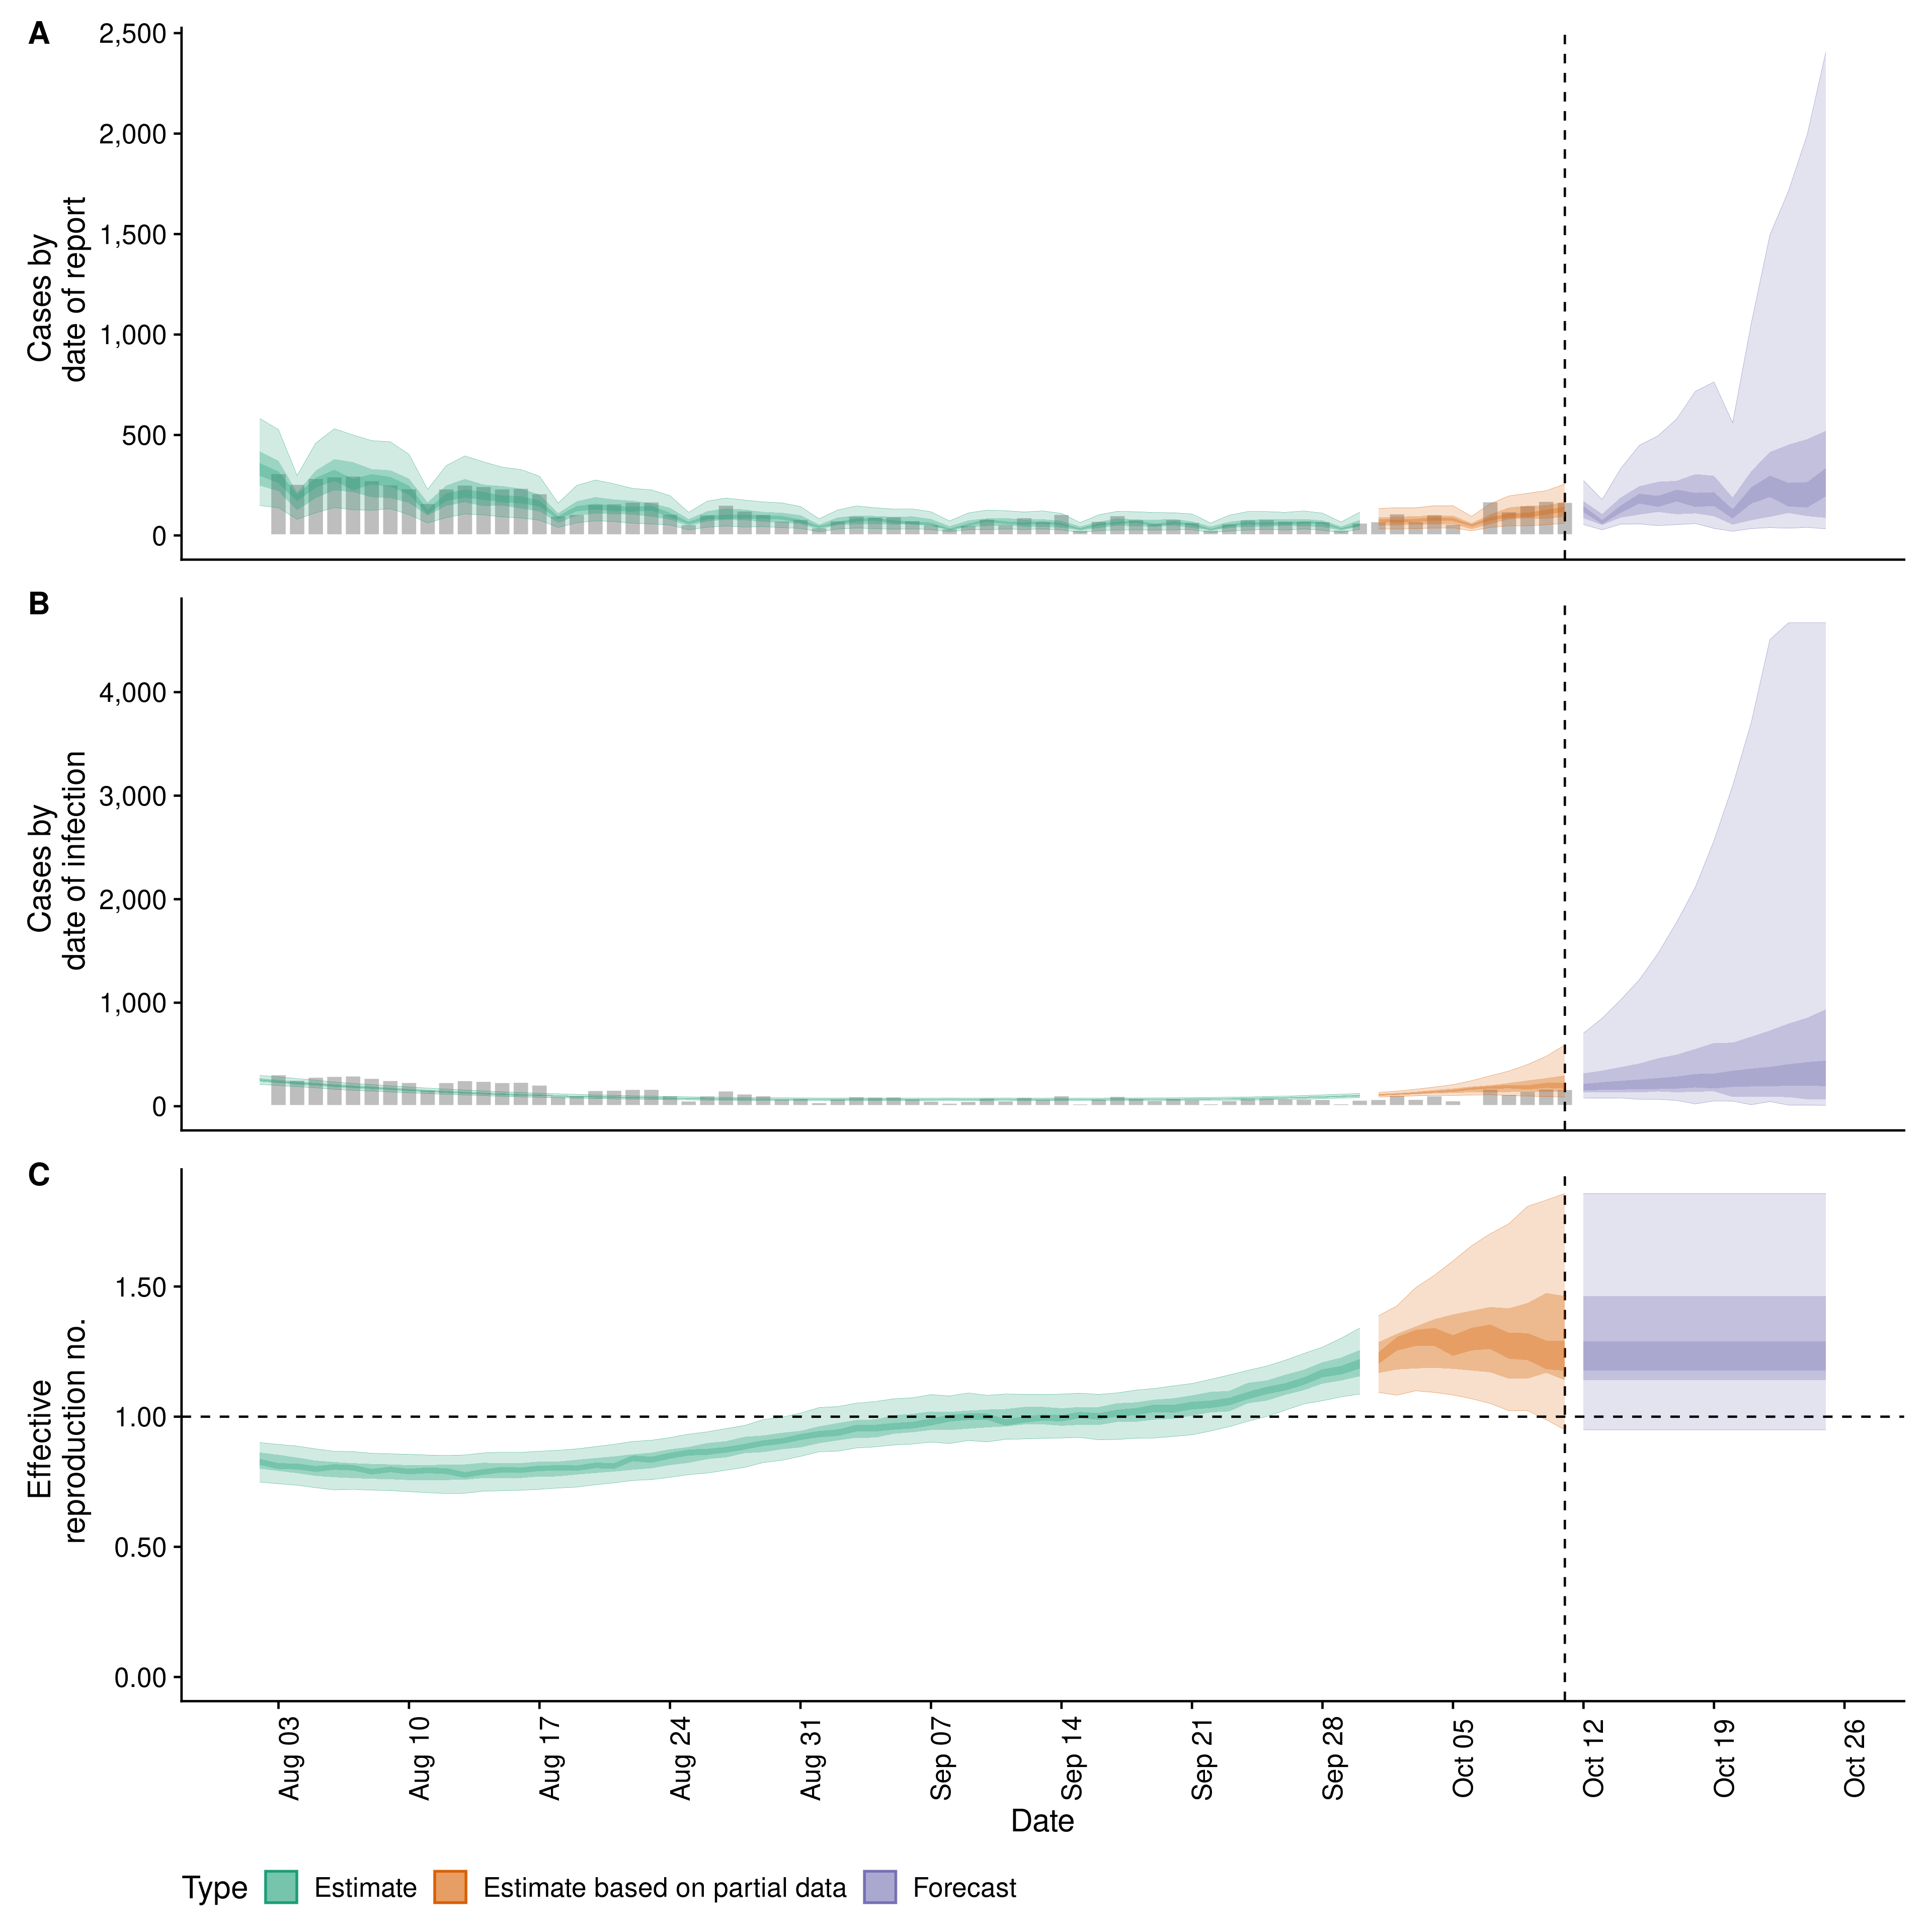 A
2,500
2,000
1,500
1,000
500
0
Cases by
date of report
B
4,000
3,000
2,000
1,000
0
Cases by
date of infection
C
1.50
1.00
0.50
0.00
Effective
reproduction no.
Aug 03
Aug 10
Aug 17
Aug 24
Aug 31
Sep 07
Sep 14
Sep 21
Sep 28
Oct 05
Oct 12
Oct 19
Oct 26
Date
Type Estimate Estimate based on partial data Forecast